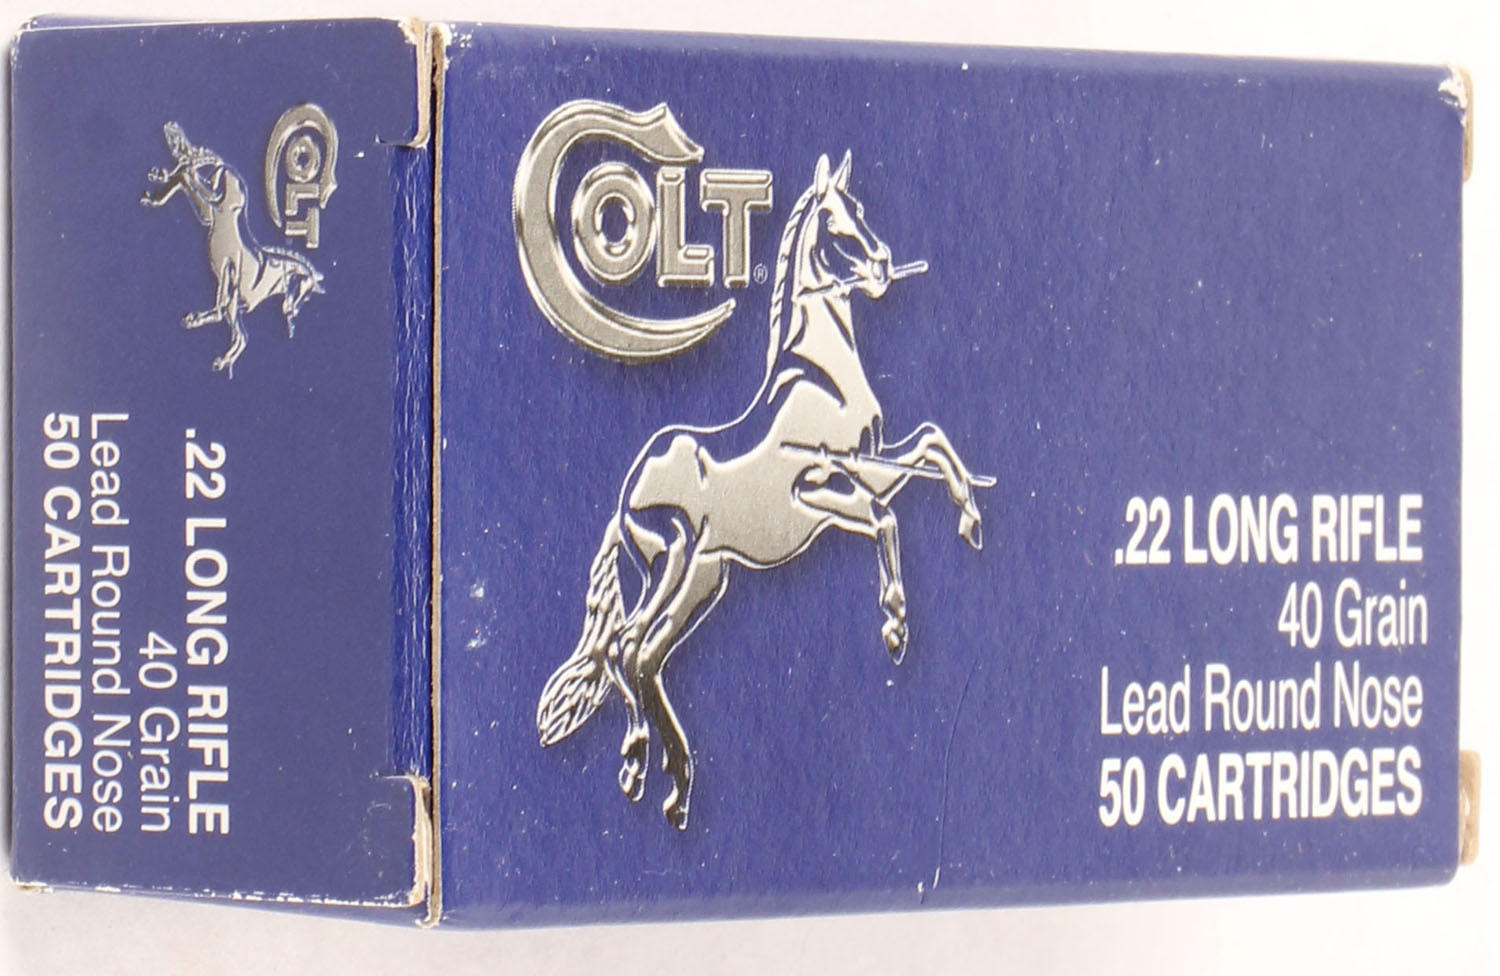 COLT®
.22 LONG RIFLE
40 Grain
Lead Round Nose
50 CARTRIDGES
COLT
.22 LONG RIFLE
40 Grain
Lead Round Nose
50 CARTRIDGES